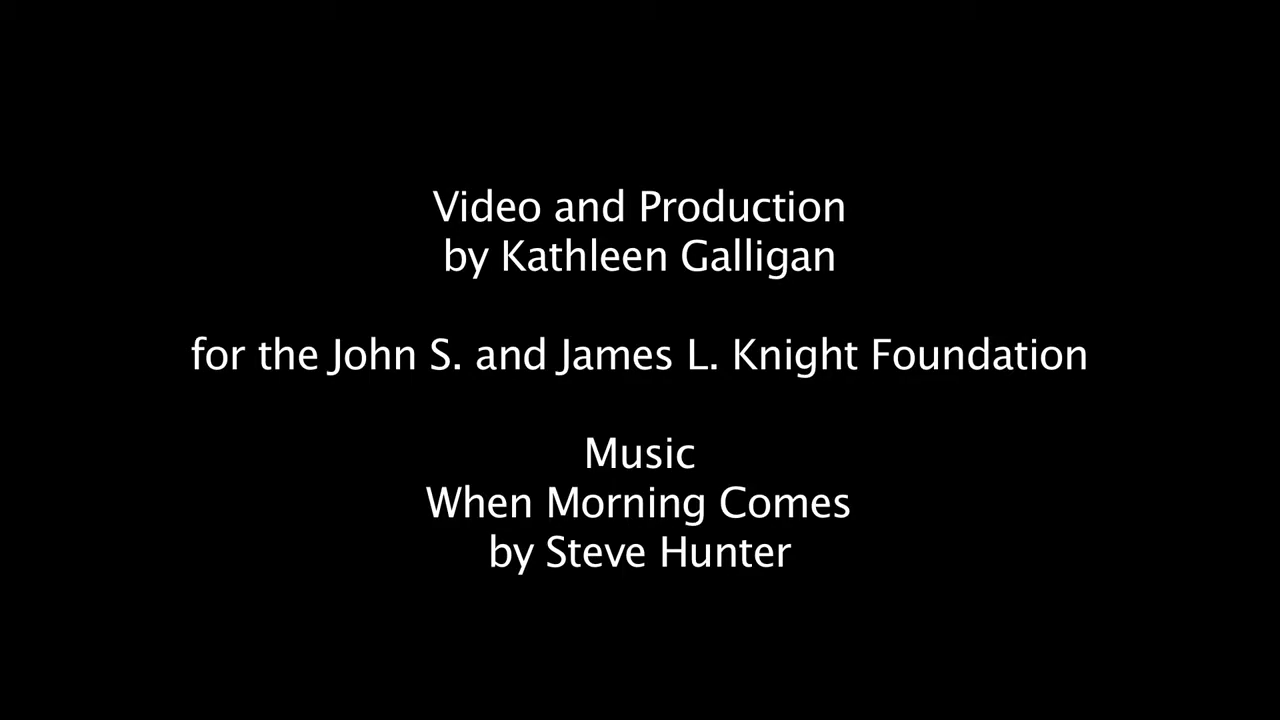 Video and Production
by Kathleen Galligan
for the John S. and James L. Knight Foundation
Music
When Morning Comes
by Steve Hunter